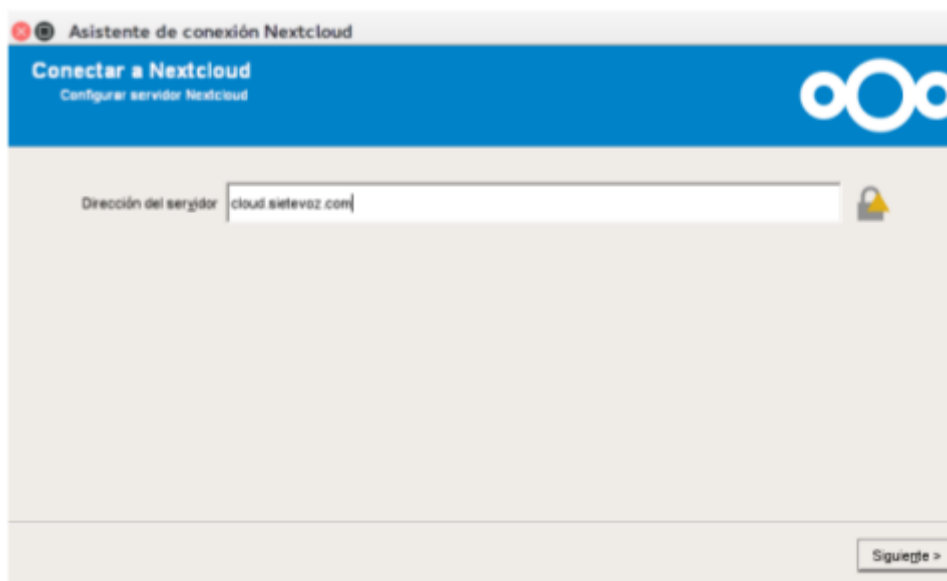 Asistente de conexión Nextcloud
Conectar a Nextcloud
Configurar servidor Nextcloud
Dirección del servidor cloud.sietevoz.com
Siguiente >